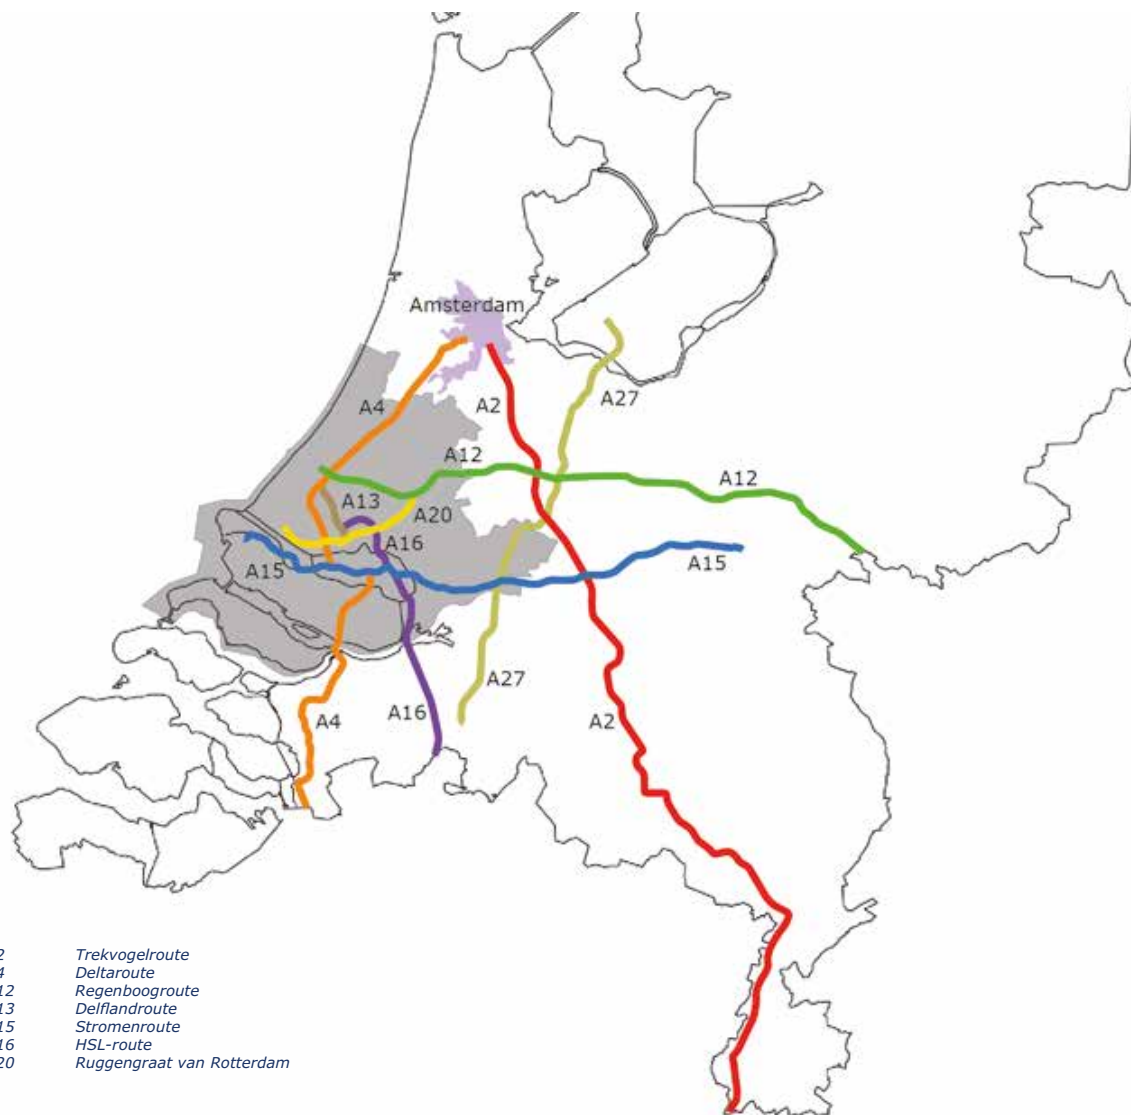 Amsterdam
A4
A2
A27
A12
A12
A13
A20
A16
A15
A15
A27
A4
A16
A2
2 Trekvogelroute
4 Deltaroute
12 Regenboogroute
13 Delflandroute
15 Stromenroute
16 HSL-route
20 Ruggengraat van Rotterdam